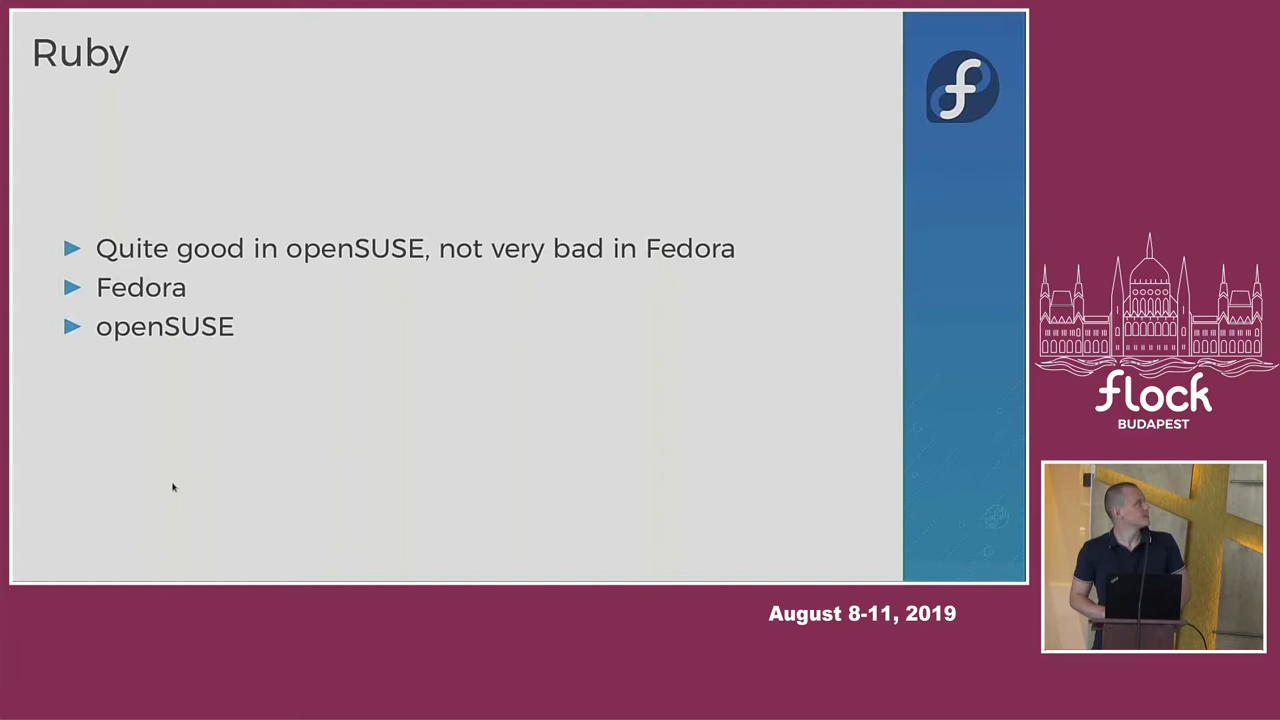 Ruby
Quite good in openSUSE, not very bad in Fedora
Fedora
openSUSE
flock
BUDAPEST
August 8-11, 2019